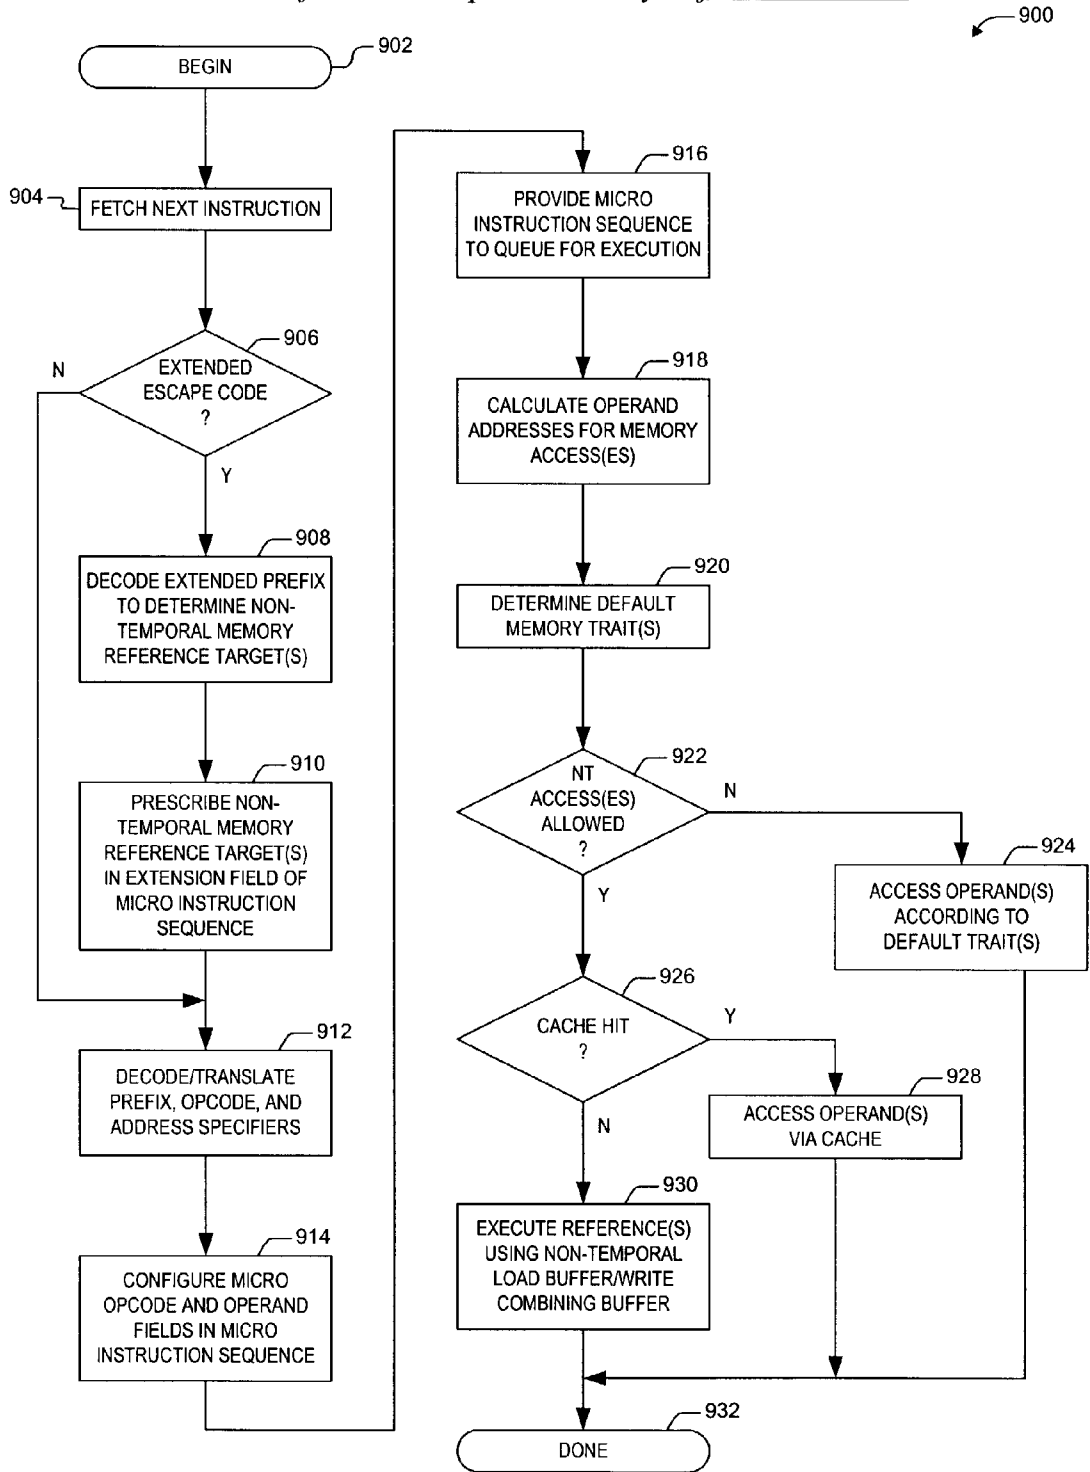 900
902
BEGIN
904
FETCH NEXT INSTRUCTION
906
EXTENDED
ESCAPE CODE
?
N
Y
908
DECODE EXTENDED PREFIX
TO DETERMINE NON-
TEMPORAL MEMORY
REFERENCE TARGET(S)
910
PRESCRIBE NON-
TEMPORAL MEMORY
REFERENCE TARGET(S)
IN EXTENSION FIELD OF
MICRO INSTRUCTION
SEQUENCE
912
DECODE/TRANSLATE
PREFIX, OPCODE, AND
ADDRESS SPECIFIERS
914
CONFIGURE MICRO
OPCODE AND OPERAND
FIELDS IN MICRO
INSTRUCTION SEQUENCE
916
PROVIDE MICRO
INSTRUCTION SEQUENCE
TO QUEUE FOR EXECUTION
918
CALCULATE OPERAND
ADDRESSES FOR MEMORY
ACCESS(ES)
920
DETERMINE DEFAULT
MEMORY TRAIT(S)
922
NT
ACCESS(ES)
ALLOWED
?
N
Y
924
ACCESS OPERAND(S)
ACCORDING TO
DEFAULT TRAIT(S)
926
CACHE HIT
?
Y
N
928
ACCESS OPERAND(S)
VIA CACHE
930
EXECUTE REFERENCE(S)
USING NON-TEMPORAL
LOAD BUFFER/WRITE
COMBINING BUFFER
932
DONE